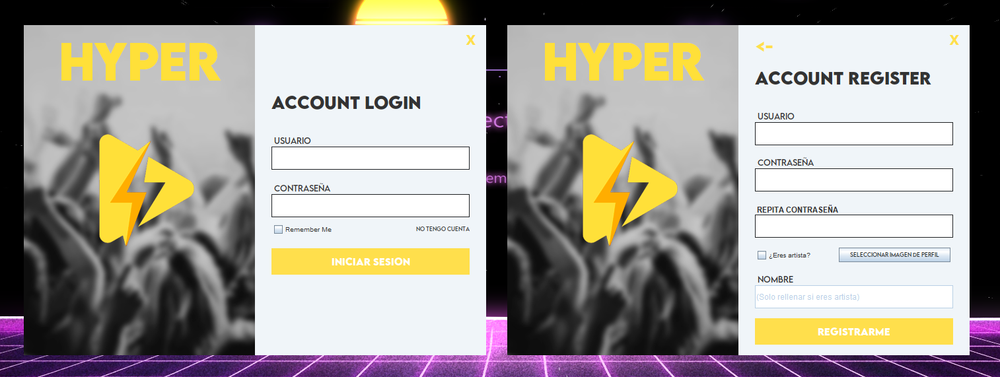 HYPER
X
ACCOUNT LOGIN
USUARIO
CONTRASEÑA
Remember Me
NO TENGO CUENTA
INICIAR SESION
HYPER
<-
X
ACCOUNT REGISTER
USUARIO
CONTRASEÑA
REPITA CONTRASEÑA
¿Eres artista?
SELECCIONAR IMAGEN DE PERFIL
NOMBRE
(Solo rellenar si eres artista)
REGISTRARME